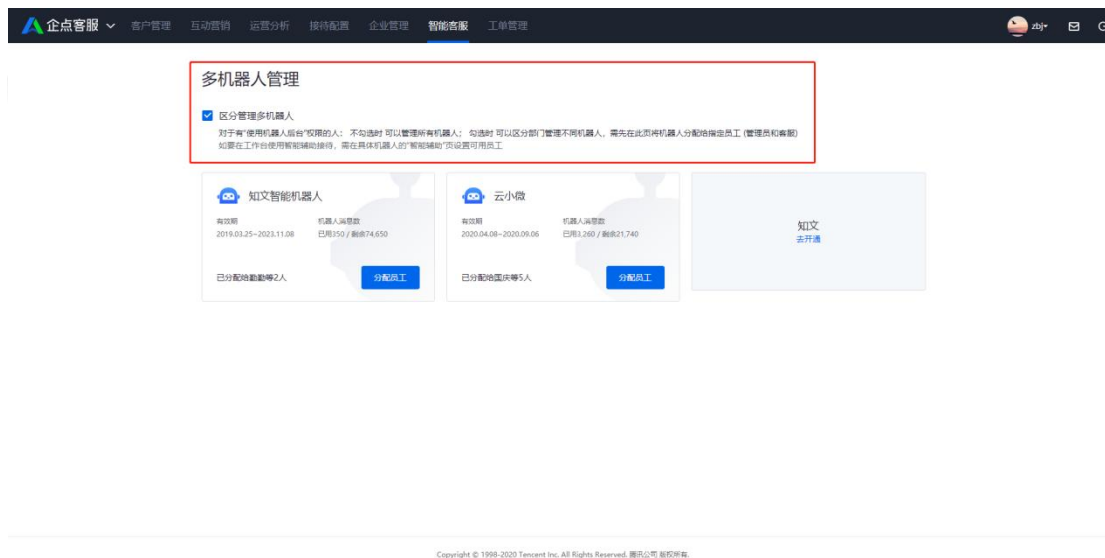 企点客服 客户管理 互动营销 运营分析 接待配置 企业管理 智能客服 工单管理 zbj
多机器人管理
区分管理多机器人
对于有"使用机器人后台"权限的人： 不勾选时 可以管理所有机器人； 勾选时 可以区分部门管理不同机器人，需先在此页将机器人分配给指定员工 (管理员和客服)
如要在工作台使用智能辅助接待，需在具体机器人的"智能辅助"页设置可用员工
知文智能机器人
有效期 机器人消息数
2019.03.25~2023.11.08 已用350 / 剩余74,650
已分配给勤勤等2人 分配员工
云小微
有效期 机器人消息数
2020.04.08~2020.09.06 已用3,260 / 剩余21,740
已分配给国庆等5人 分配员工
知文
去开通
Copyright © 1998-2020 Tencent Inc. All Rights Reserved. 腾讯公司 版权所有.